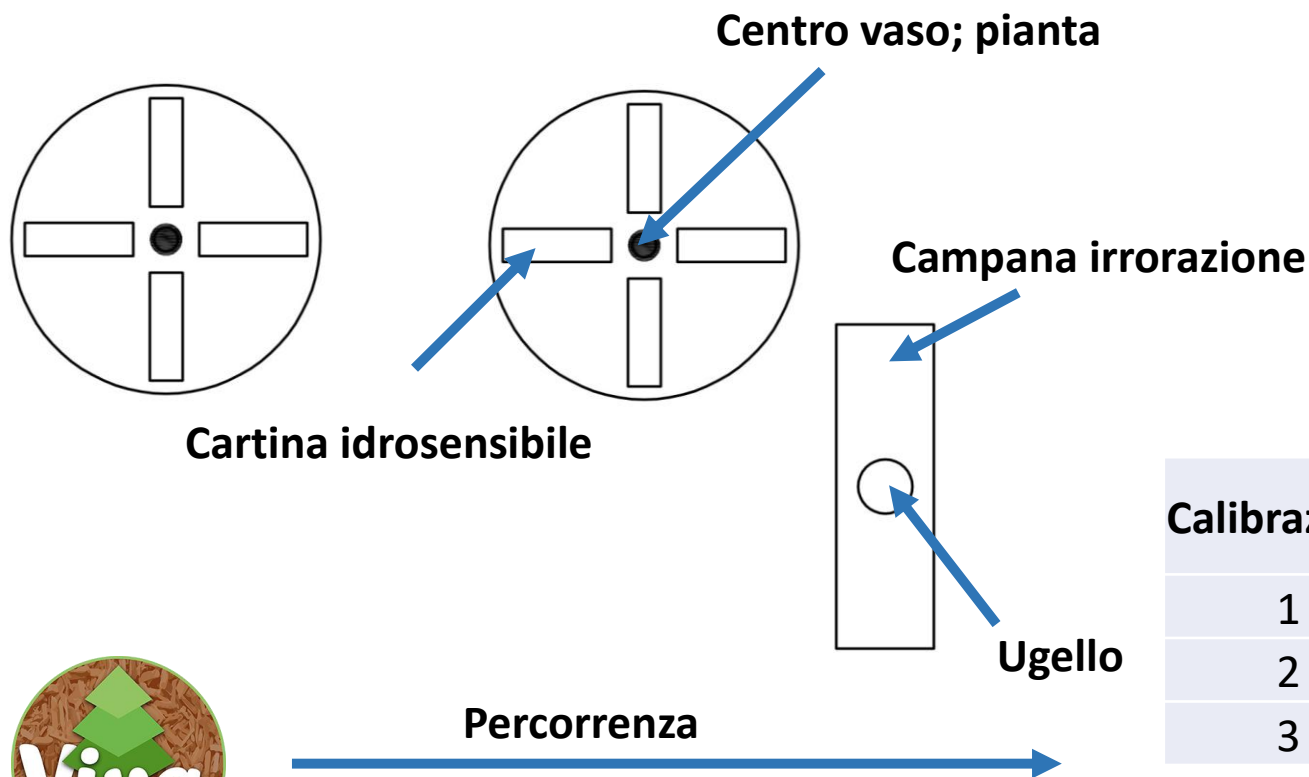 Centro vaso; pianta
Campana irrorazione
Cartina idrosensibile
Ugello
Percorrenza
1
2
3